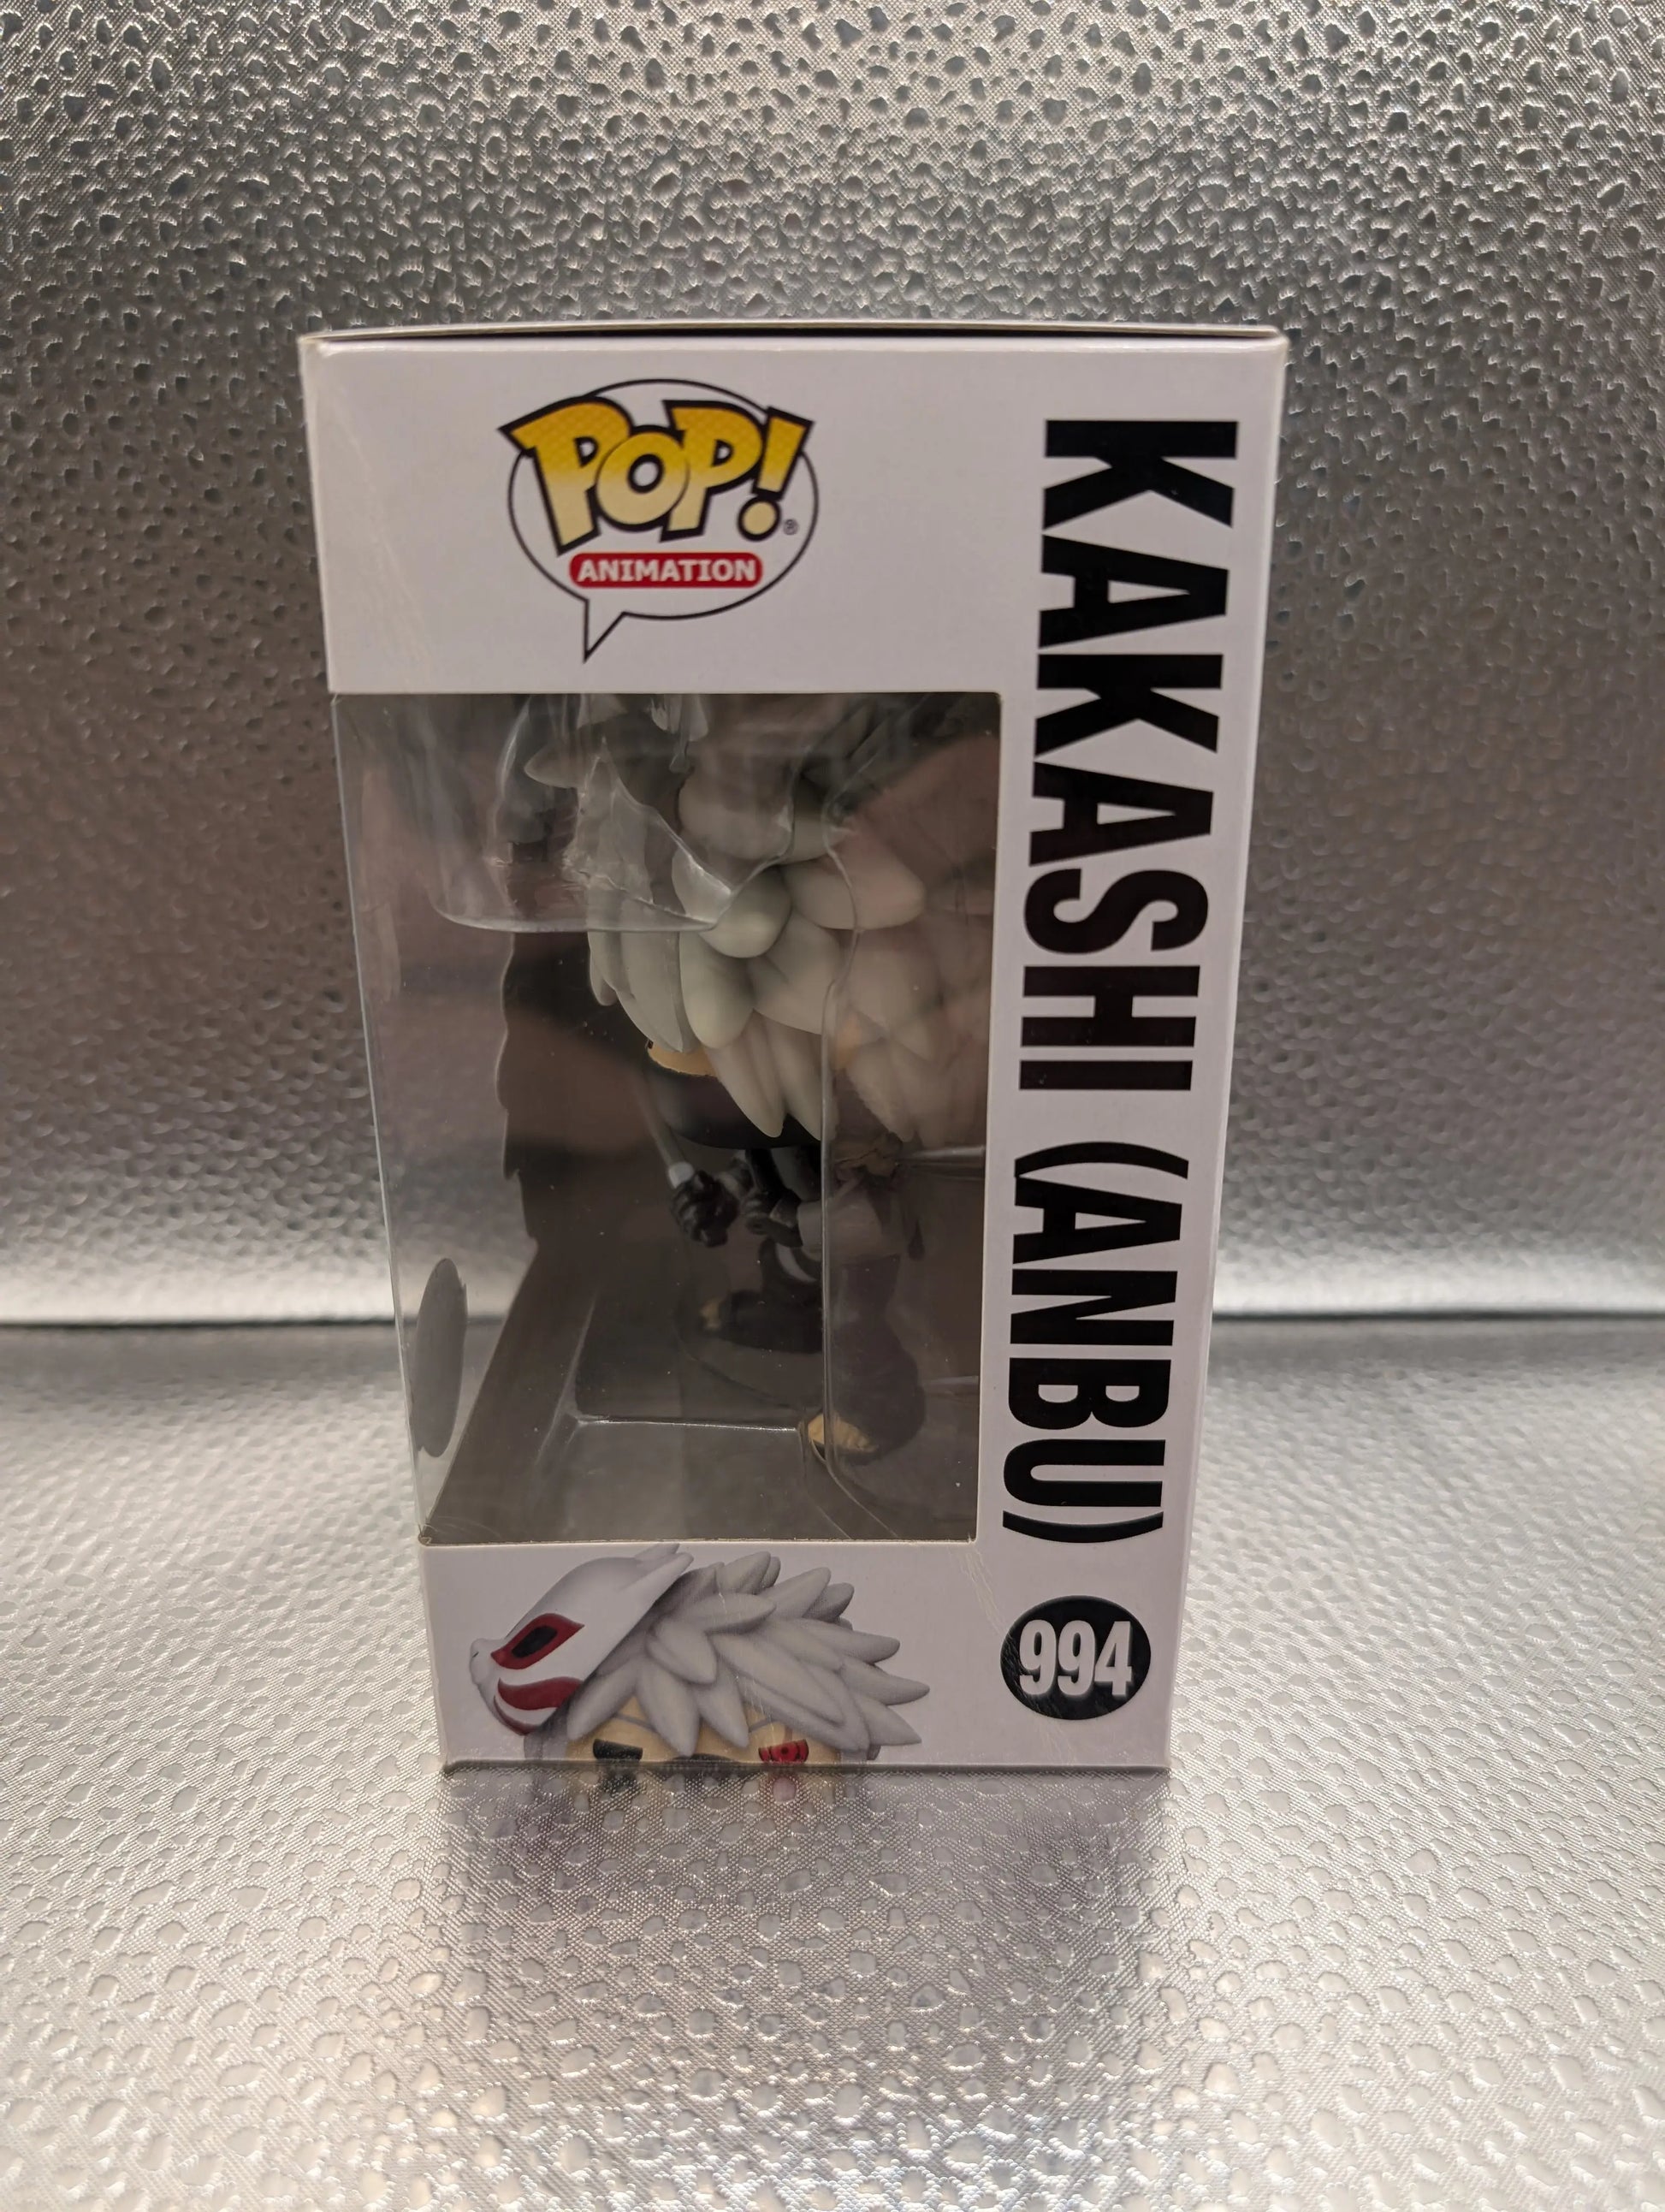 POP!®
ANIMATION
KAKASHI (ANBU)
994